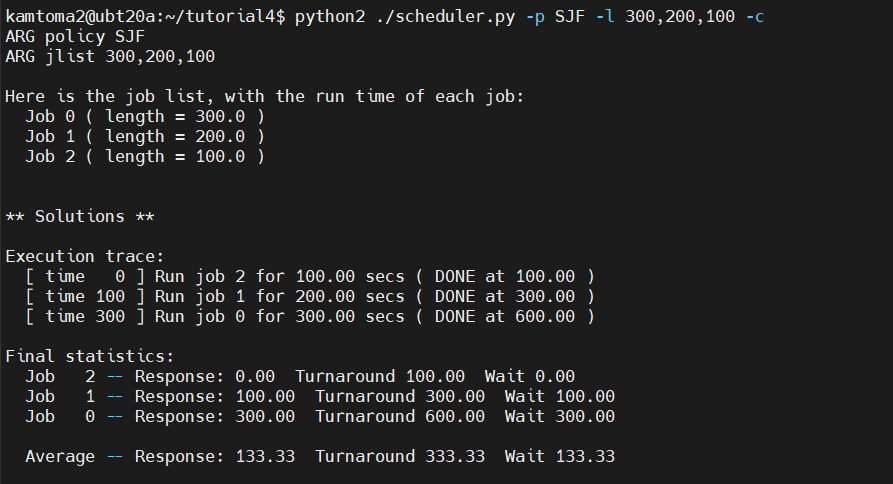 kamtoma2@ubt20a:~/tutorial4$ python2 ./scheduler.py -p SJF -l 300,200,100 -c
ARG policy SJF
ARG jlist 300,200,100
Here is the job list, with the run time of each job:
Job 0 ( length = 300.0 )
Job 1 ( length = 200.0 )
Job 2 ( length = 100.0 )
** Solutions **
Execution trace:
[ time   0 ] Run job 2 for 100.00 secs ( DONE at 100.00 )
[ time 100 ] Run job 1 for 200.00 secs ( DONE at 300.00 )
[ time 300 ] Run job 0 for 300.00 secs ( DONE at 600.00 )
Final statistics:
Job   2 -- Response: 0.00  Turnaround 100.00  Wait 0.00
Job   1 -- Response: 100.00  Turnaround 300.00  Wait 100.00
Job   0 -- Response: 300.00  Turnaround 600.00  Wait 300.00
Average -- Response: 133.33  Turnaround 333.33  Wait 133.33